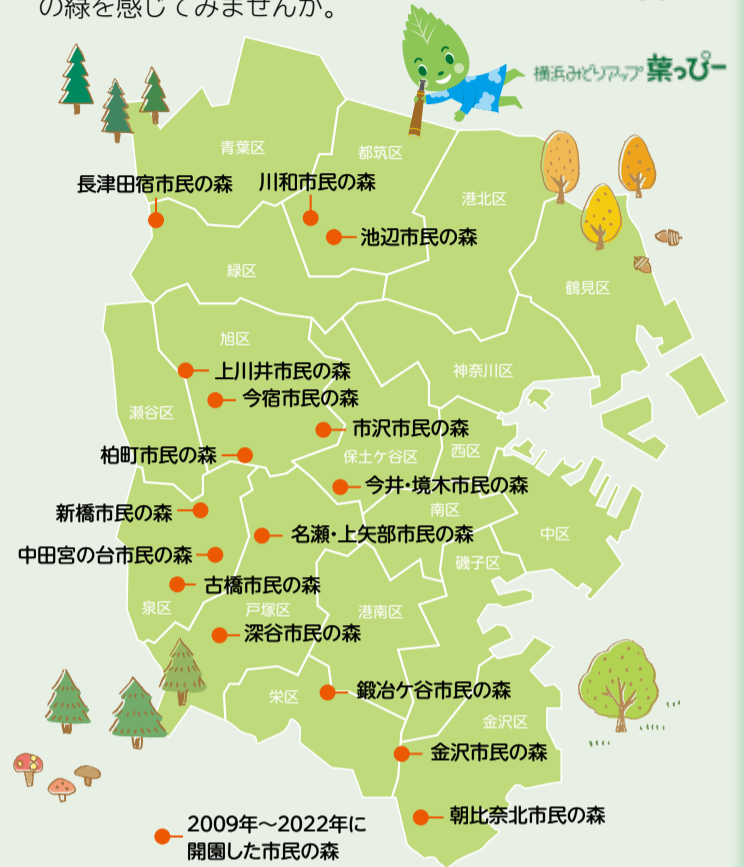 の緑を感じてみませんか。
横浜みどりアップ 葉っぴー
青葉区
都筑区
長津田宿市民の森
川和市民の森
港北区
池辺市民の森
緑区
鶴見区
旭区
上川井市民の森
神奈川区
今宿市民の森
瀬谷区
市沢市民の森
柏町市民の森
保土ケ谷区
西区
今井・境木市民の森
新橋市民の森
南区
名瀬・上矢部市民の森
中区
中田宮の台市民の森
磯子区
古橋市民の森
泉区
戸塚区
港南区
深谷市民の森
栄区
鍛冶ケ谷市民の森
金沢区
金沢市民の森
朝比奈北市民の森
2009年〜2022年に
開園した市民の森